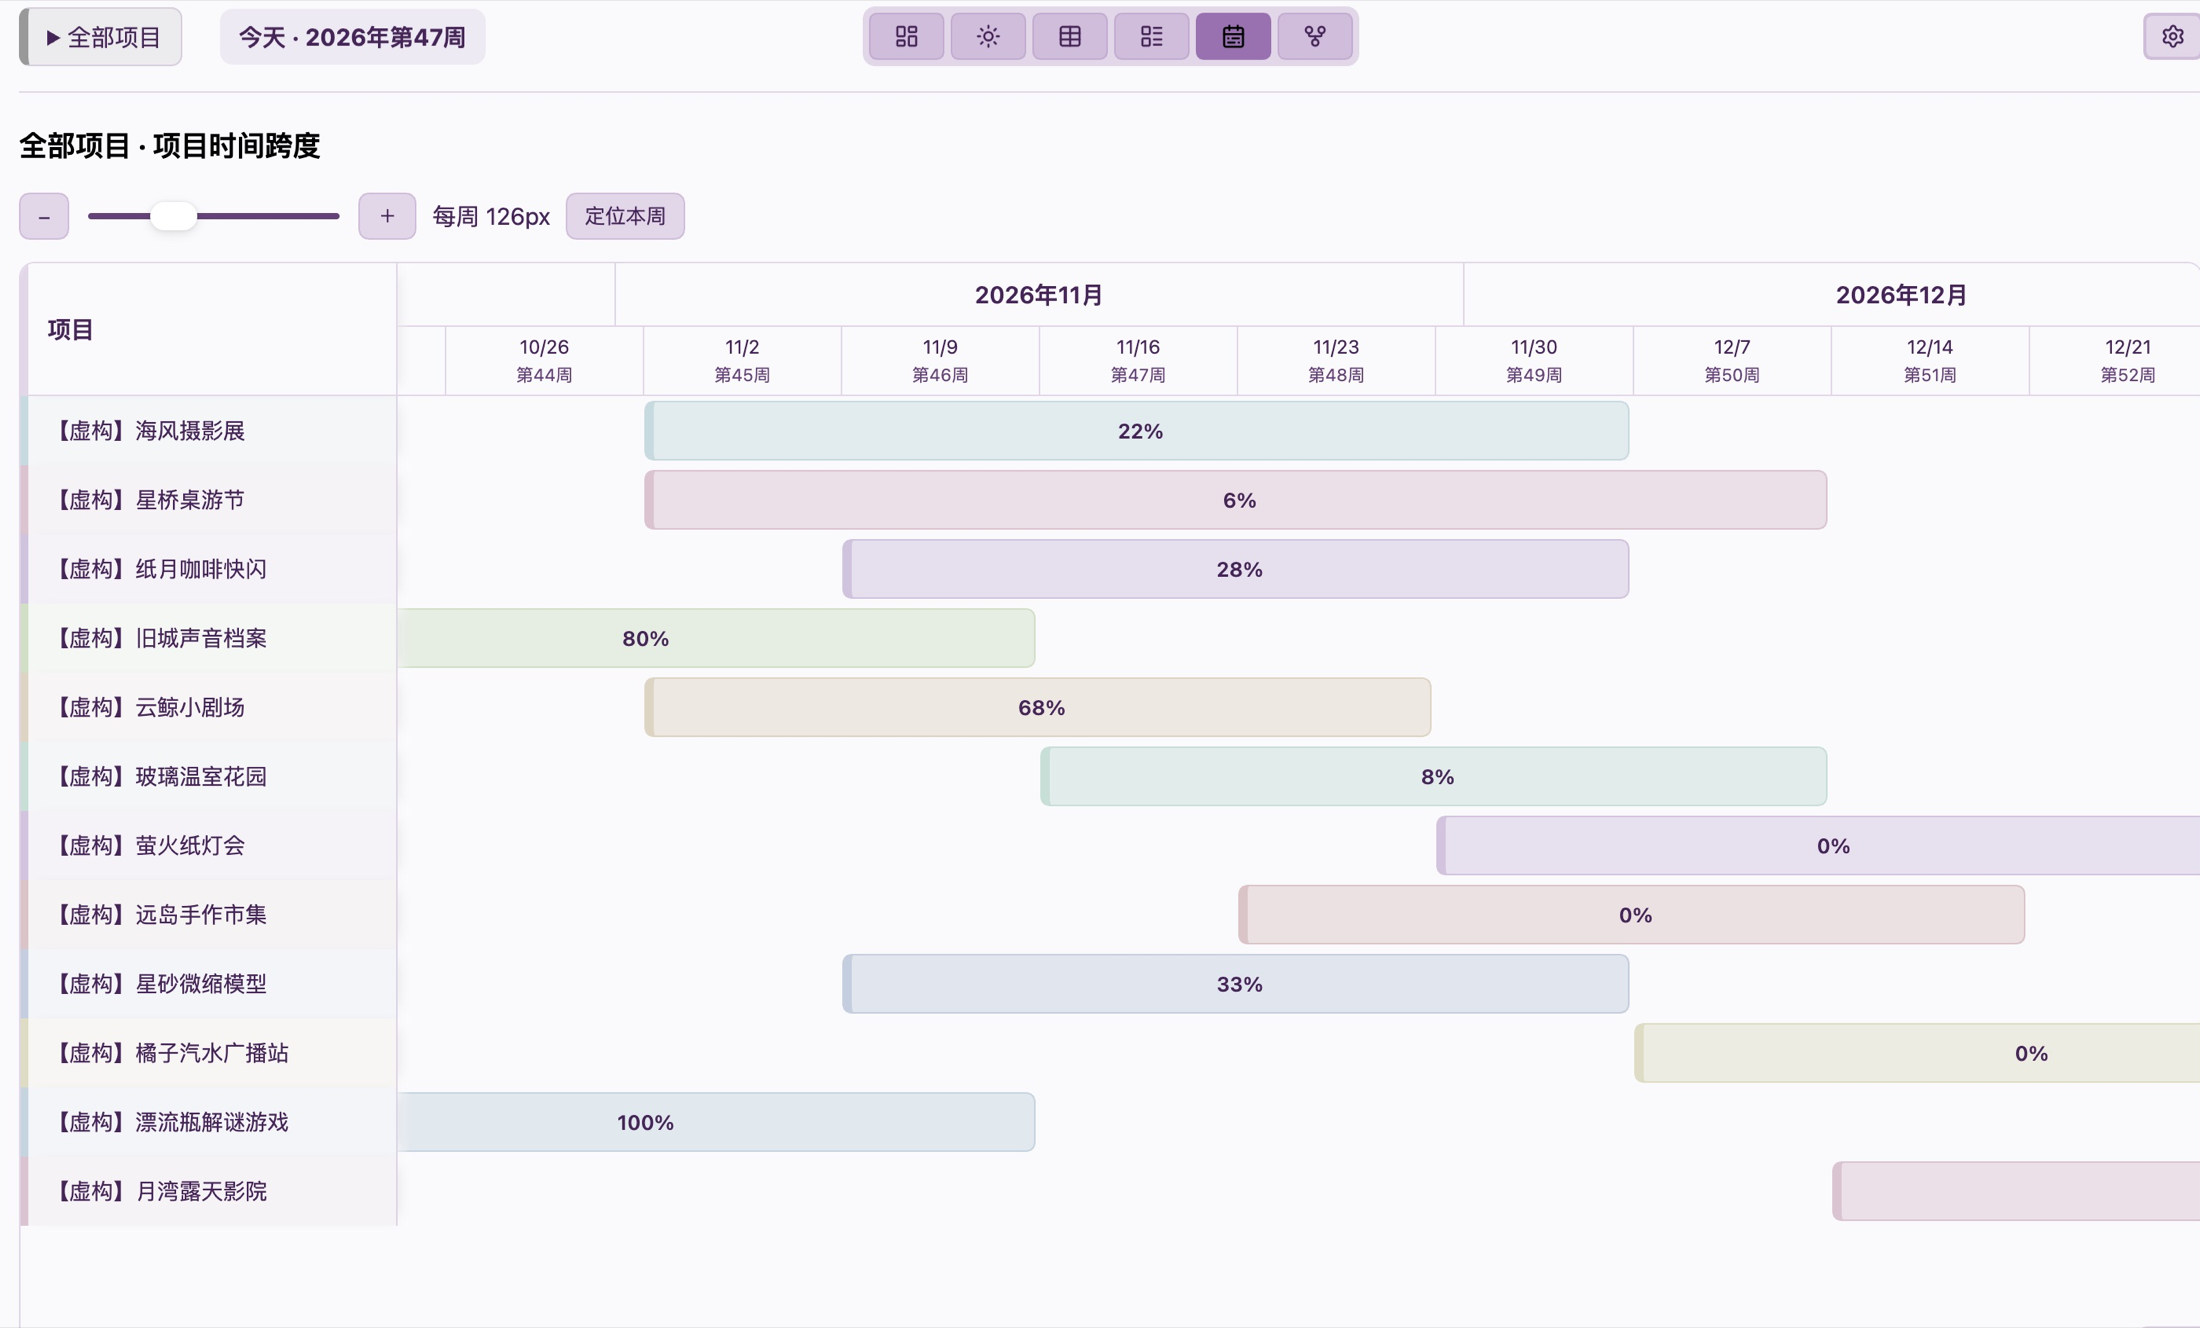 ▶ 全部项目
今天 · 2026年第47周
全部项目 · 项目时间跨度
–
+
每周 126px
定位本周
项目
2026年11月
2026年12月
10/26
11/2
11/9
11/16
11/23
11/30
12/7
12/14
12/21
第44周
第45周
第46周
第47周
第48周
第49周
第50周
第51周
第52周
【虚构】海风摄影展
22%
【虚构】星桥桌游节
6%
【虚构】纸月咖啡快闪
28%
【虚构】旧城声音档案
80%
【虚构】云鲸小剧场
68%
【虚构】玻璃温室花园
8%
【虚构】萤火纸灯会
0%
【虚构】远岛手作市集
0%
【虚构】星砂微缩模型
33%
【虚构】橘子汽水广播站
0%
【虚构】漂流瓶解谜游戏
100%
【虚构】月湾露天影院